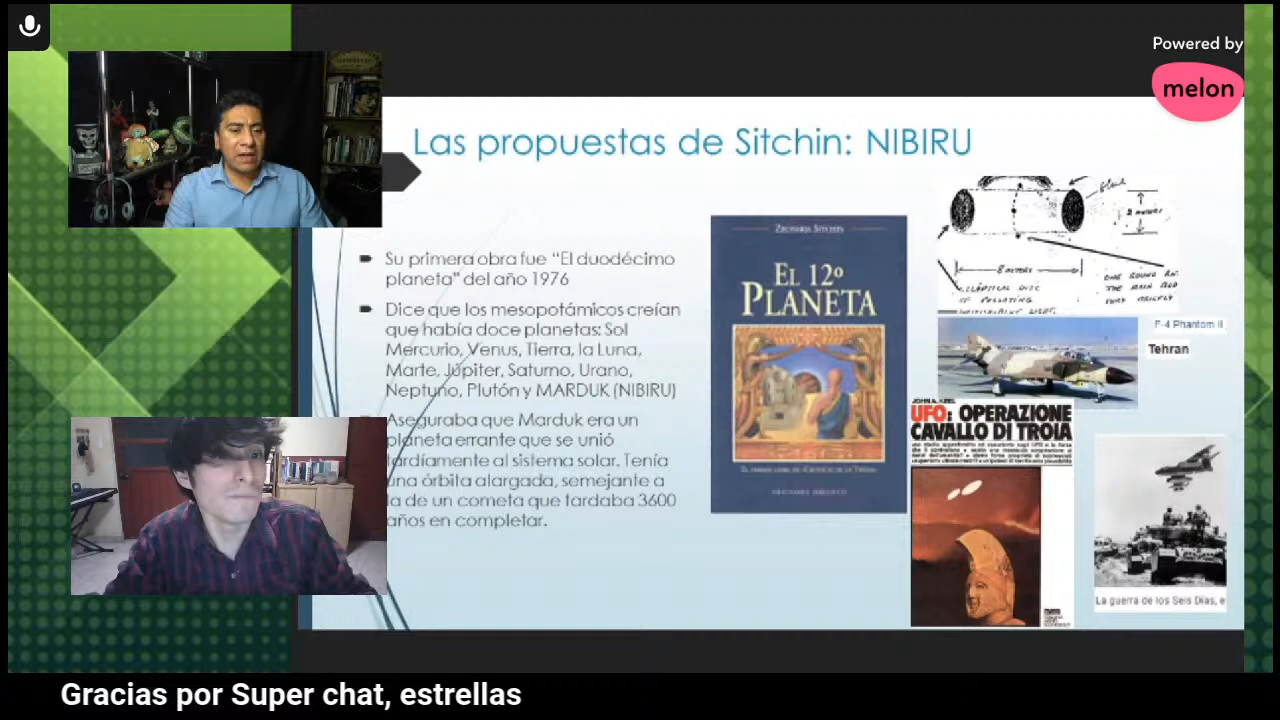 Powered by
melon
Las propuestas de Sitchin: NIBIRU
Su primera obra fue “El duodécimo
planeta” del año 1976
Dice que los mesopotámicos creían
que había doce planetas: Sol
Mercurio, Venus, Tierra, la Luna,
Marte, Júpiter, Saturno, Urano,
Neptuno, Plutón y MARDUK (NIBIRU)
Aseguraba que Marduk era un
planeta errante que se unió
tardíamente al sistema solar. Tenía
una órbita alargada, semejante a
la de un cometa que tardaba 3600
años en completar.
ZECHARIA SITCHIN
EL 12º
PLANETA
8 METERS
F-4 Phantom II
Tehran
JOHN A. KEEL
UFO: OPERAZIONE
CAVALLO DI TROIA
La guerra de los Seis Días, e
Gracias por Super chat, estrellas